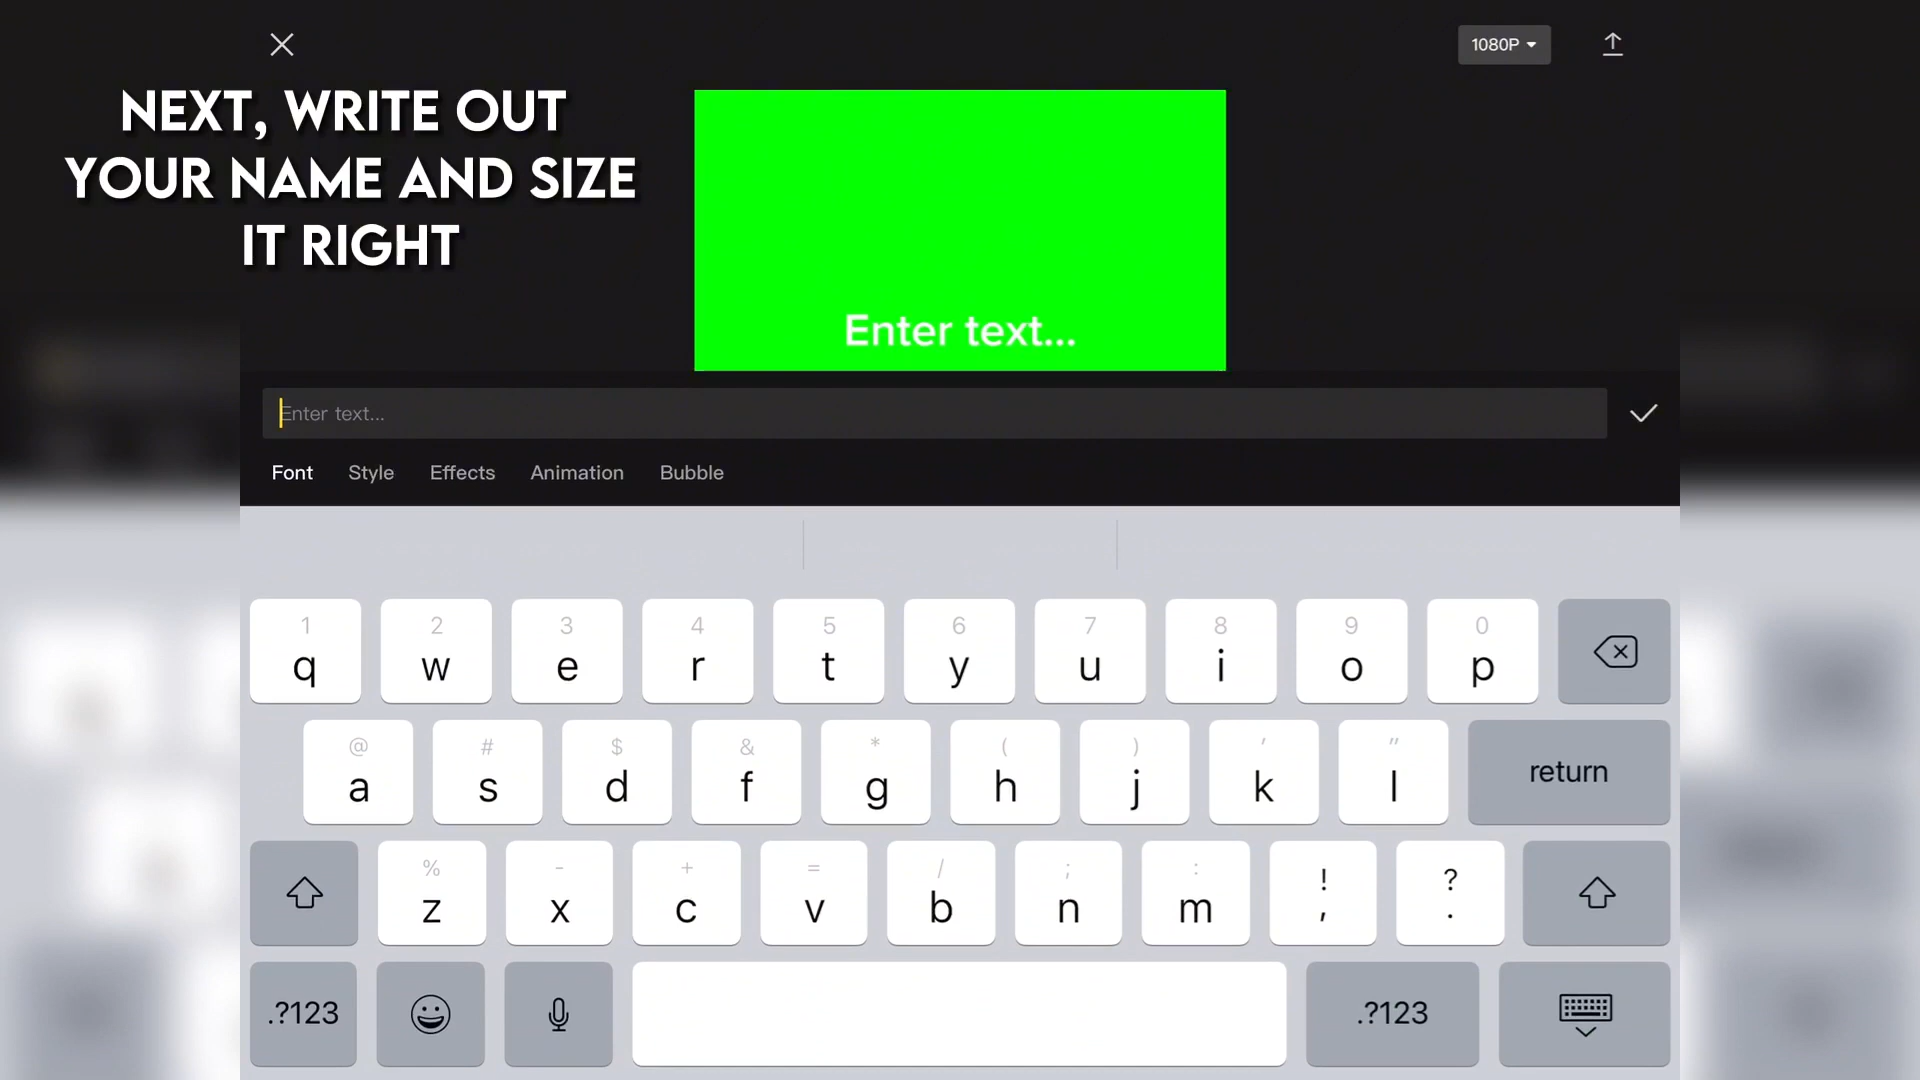 1080P
NEXT, WRITE OUT
YOUR NAME AND SIZE
IT RIGHT
Enter text...
Enter text...
Font Style Effects Animation Bubble
1 2 3 4 5 6 7 8 9 0
q w e r t y u i o p
@ # $ & * ( ) ' "
a s d f g h j k l return
% - + = / ; : ! ?
z x c v b n m , .
.?123 .?123